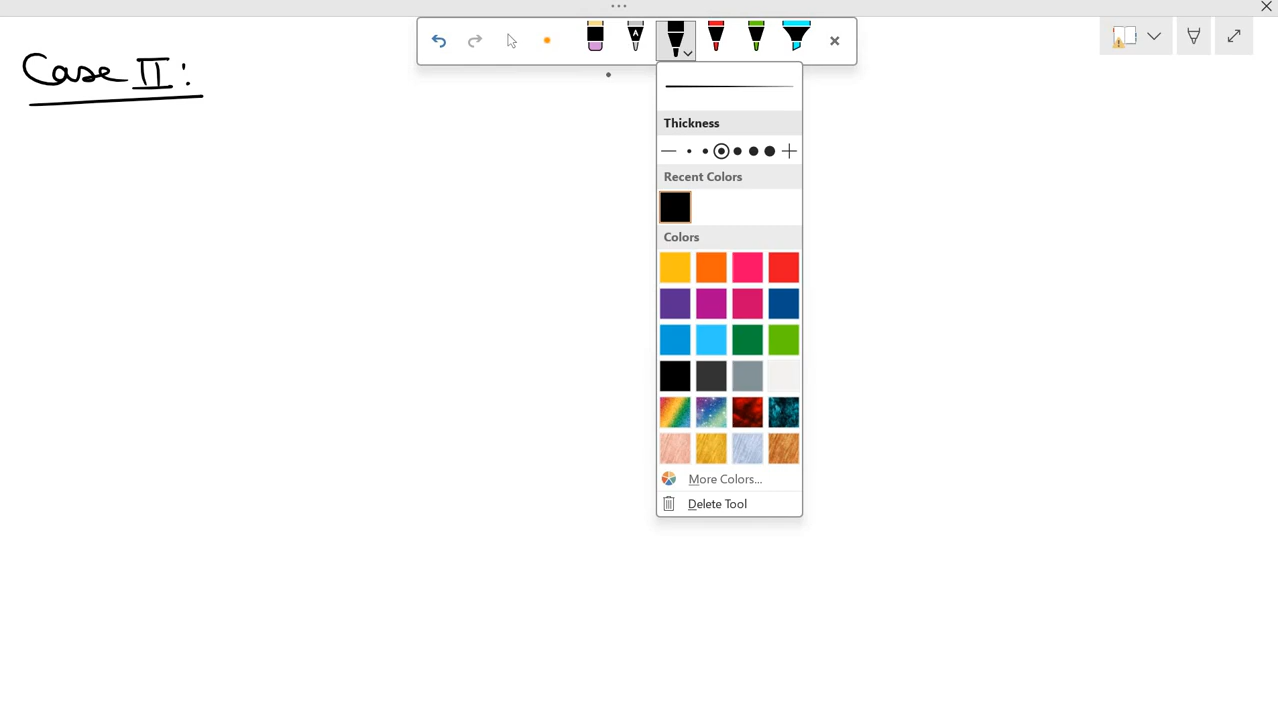 Case II:
A
Thickness
Recent Colors
Colors
More Colors...
Delete Tool